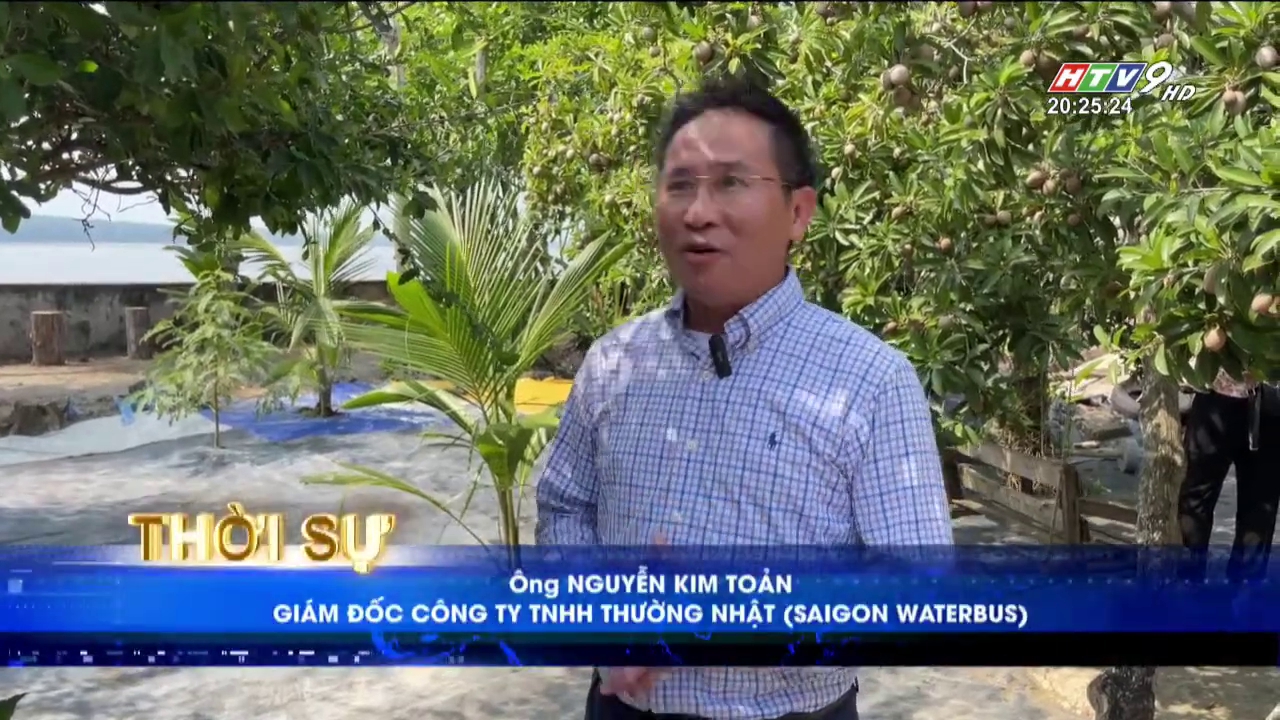 HTV9 HD
20:25:24
THỜI SỰ
Ông NGUYỄN KIM TOẢN
GIÁM ĐỐC CÔNG TY TNHH THƯỜNG NHẬT (SAIGON WATERBUS)